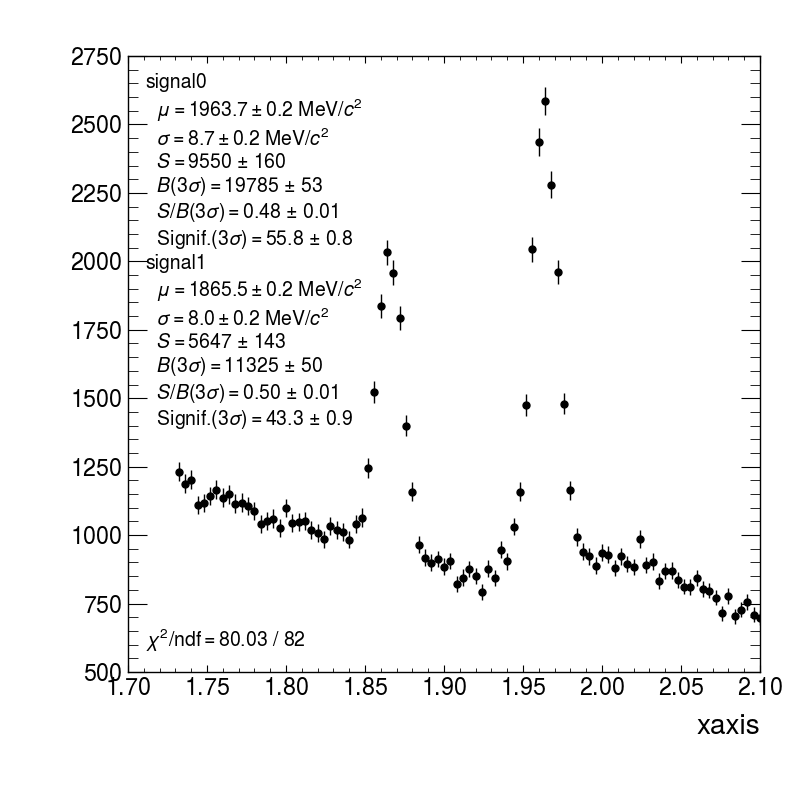 2750
2500
2250
2000
1750
1500
1250
1000
750
500
signal0
μ = 1963.7 ± 0.2 MeV/c²
σ = 8.7 ± 0.2 MeV/c²
S = 9550 ± 160
B(3σ) = 19785 ± 53
S/B(3σ) = 0.48 ± 0.01
Signif.(3σ) = 55.8 ± 0.8
signal1
μ = 1865.5 ± 0.2 MeV/c²
σ = 8.0 ± 0.2 MeV/c²
S = 5647 ± 143
B(3σ) = 11325 ± 50
S/B(3σ) = 0.50 ± 0.01
Signif.(3σ) = 43.3 ± 0.9
χ²/ndf = 80.03 / 82
1.70 1.75 1.80 1.85 1.90 1.95 2.00 2.05 2.10
xaxis